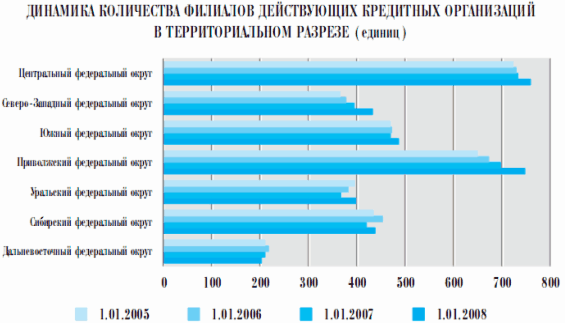 ДИНАМИКА КОЛИЧЕСТВА ФИЛИАЛОВ ДЕЙСТВУЮЩИХ КРЕДИТНЫХ ОРГАНИЗАЦИЙ
В ТЕРРИТОРИАЛЬНОМ РАЗРЕЗЕ (единиц)
Центральный федеральный округ
Северо-Западный федеральный округ
Южный федеральный округ
Приволжский федеральный округ
Уральский федеральный округ
Сибирский федеральный округ
Дальневосточный федеральный округ
0 100 200 300 400 500 600 700 800
1.01.2005 1.01.2006 1.01.2007 1.01.2008